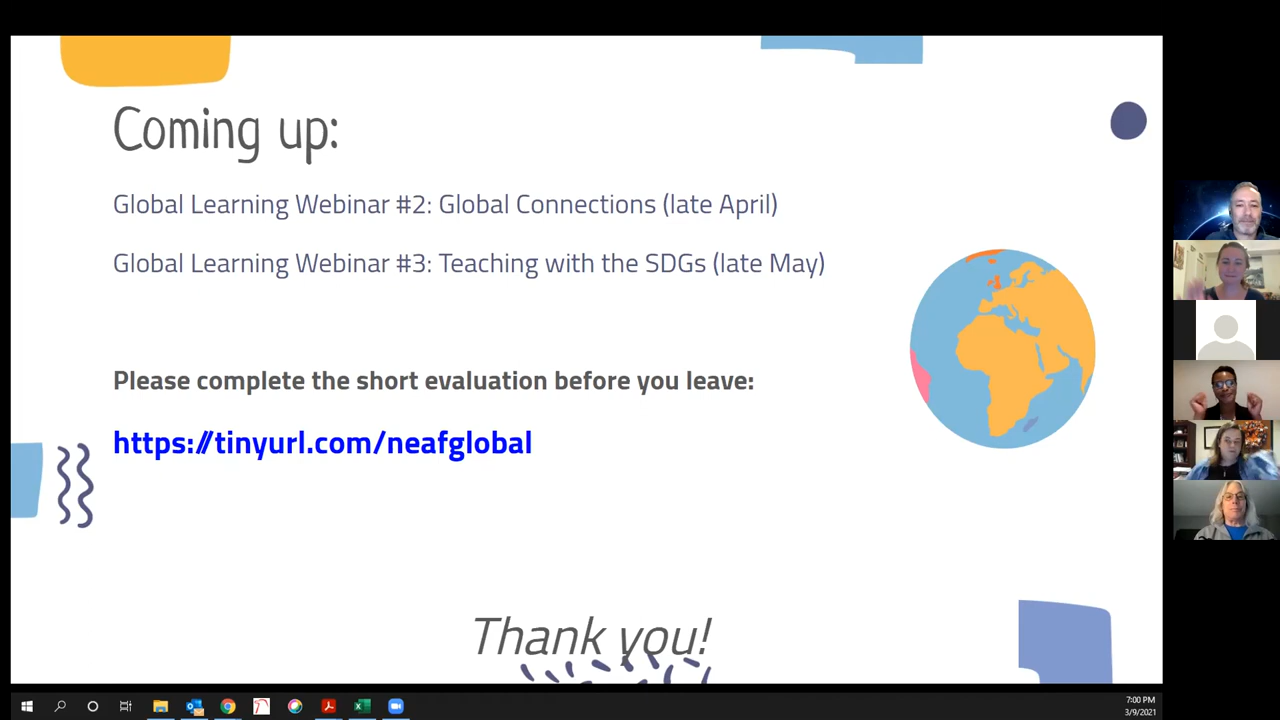 Coming up:
Global Learning Webinar #2: Global Connections (late April)
Global Learning Webinar #3: Teaching with the SDGs (late May)
Please complete the short evaluation before you leave:
https://tinyurl.com/neafglobal
Thank you!
7:00 PM
3/9/2021